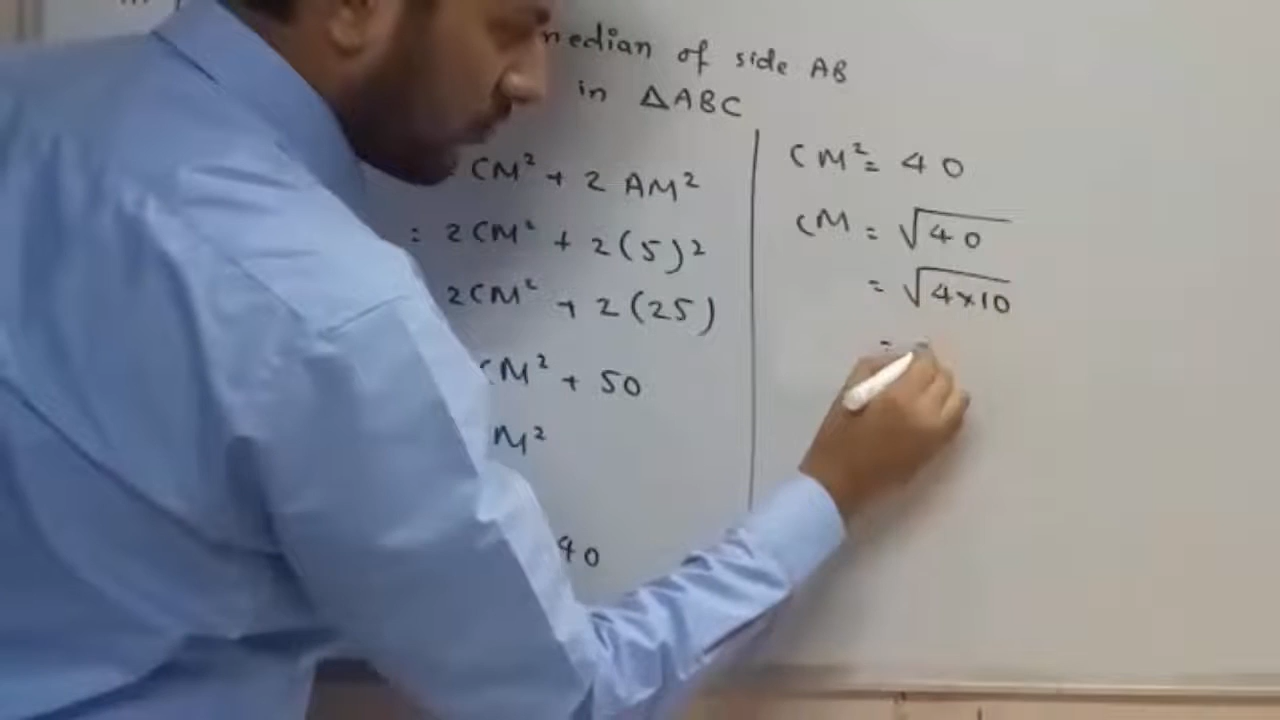 median of side AB
in △ABC
CM² + 2 AM²
= 2CM² + 2(5)²
2CM² + 2(25)
CM² + 50
M²
40
CM² = 40
CM = √40
= √4×10
=